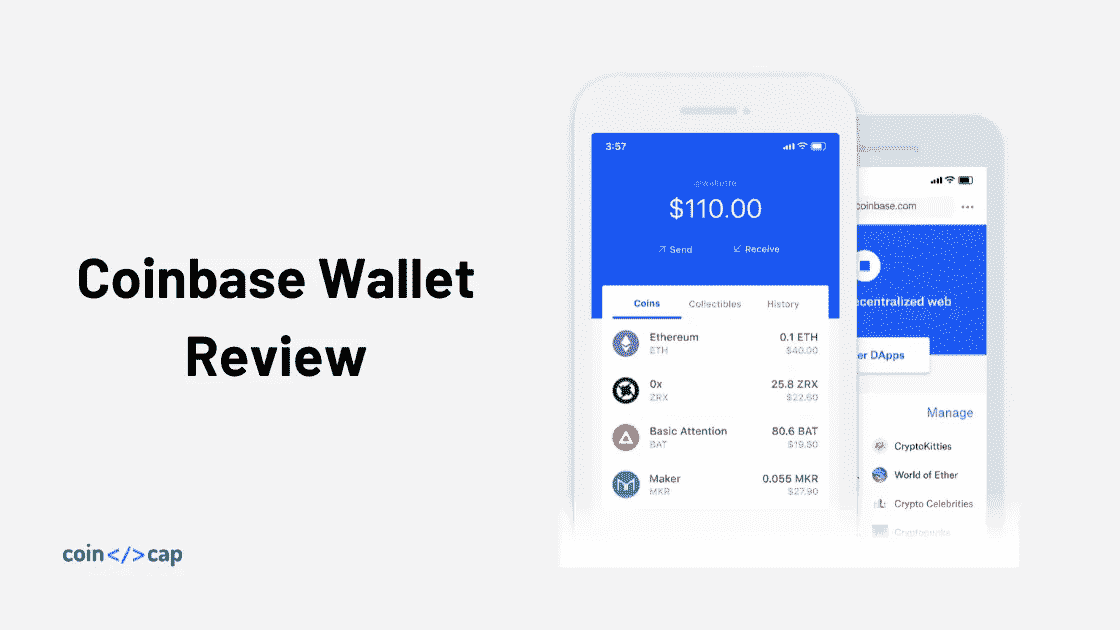 Coinbase Wallet
Review
coin</>cap
3:57
$110.00
Send
Receive
Coins
Collectibles
History
Ethereum
0.1 ETH
ETH
$40.00
0x
25.8 ZRX
ZRX
$22.60
Basic Attention
80.6 BAT
BAT
$19.50
Maker
0.055 MKR
MKR
$27.90
coinbase.com
ecentralized web
er DApps
Manage
CryptoKitties
World of Ether
Crypto Celebrities